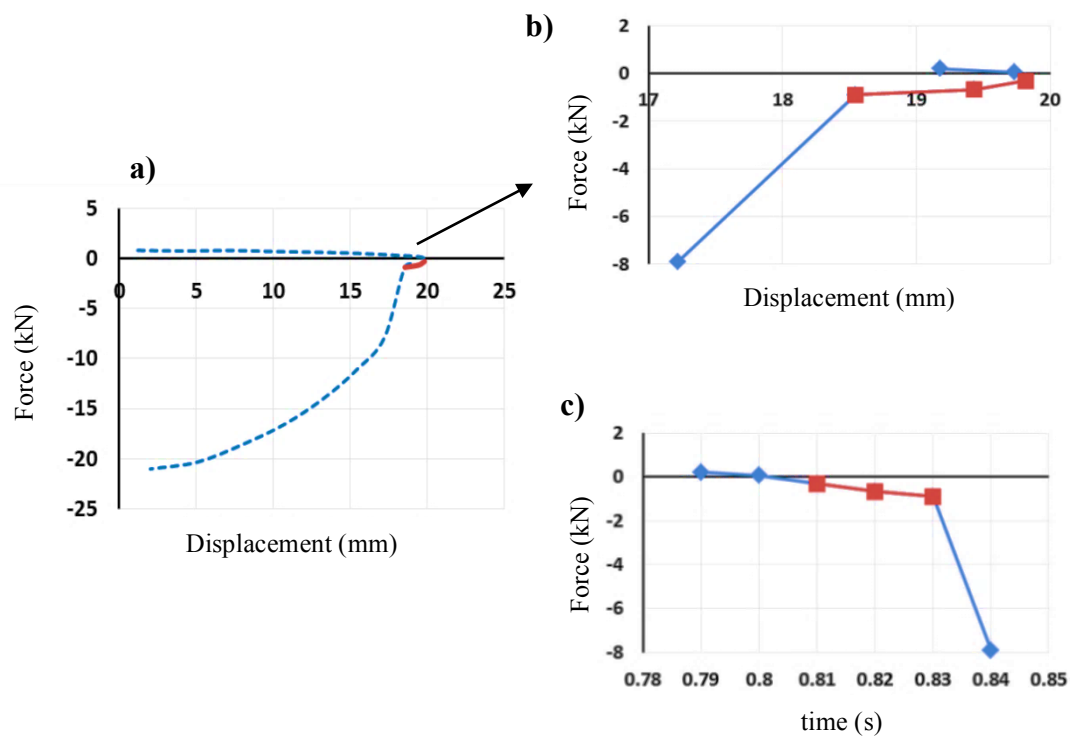 a)
5
0
-5
-10
-15
-20
-25
0 5 10 15 20 25
Force (kN)
Displacement (mm)
b)
2
0
-2
-4
-6
-8
17 18 19 20
Force (kN)
Displacement (mm)
c)
2
0
-2
-4
-6
-8
0.78 0.79 0.8 0.81 0.82 0.83 0.84 0.85
Force (kN)
time (s)